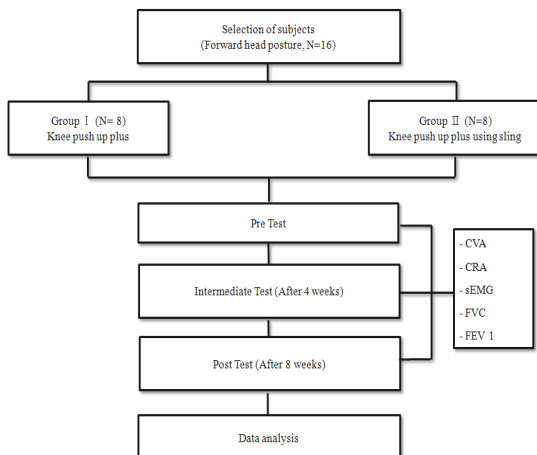 Selection of subjects
(Forward head posture, N=16)
Group Ⅰ (N= 8)
Knee push up plus
Group Ⅱ (N=8)
Knee push up plus using sling
Pre Test
Intermediate Test (After 4 weeks)
Post Test (After 8 weeks)
- CVA
- CRA
- sEMG
- FVC
- FEV 1
Data analysis